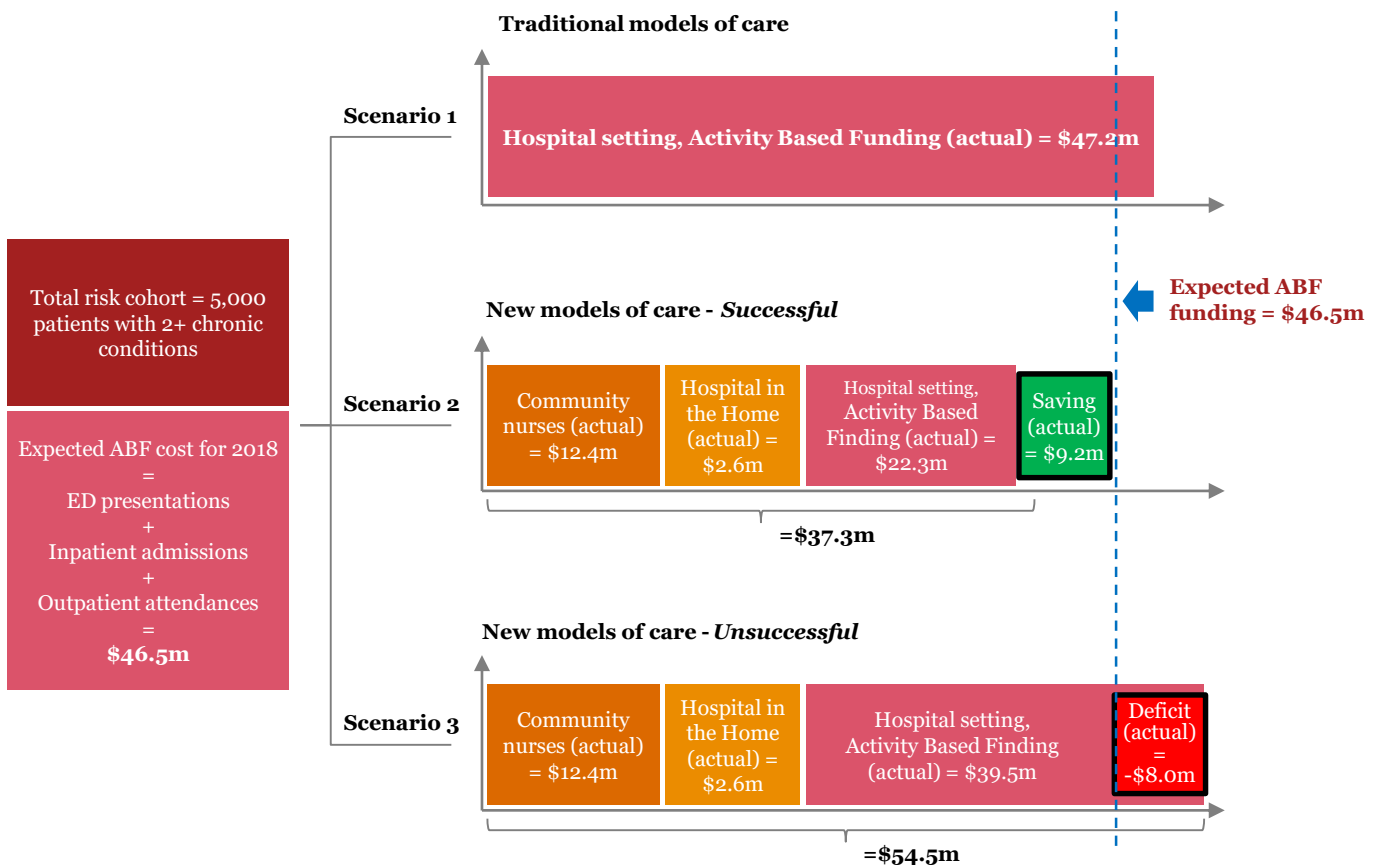 Traditional models of care
Scenario 1
Hospital setting, Activity Based Funding (actual) = $47.2m
Total risk cohort = 5,000
patients with 2+ chronic
conditions
Expected ABF cost for 2018
=
ED presentations
+
Inpatient admissions
+
Outpatient attendances
=
$46.5m
Expected ABF
funding = $46.5m
New models of care - Successful
Scenario 2
Community
nurses (actual)
= $12.4m
Hospital in
the Home
(actual) =
$2.6m
Hospital setting,
Activity Based
Finding (actual) =
$22.3m
Saving
(actual)
= $9.2m
=$37.3m
New models of care - Unsuccessful
Scenario 3
Community
nurses (actual)
= $12.4m
Hospital in
the Home
(actual) =
$2.6m
Hospital setting,
Activity Based Finding
(actual) = $39.5m
Deficit
(actual)
=
-$8.0m
=$54.5m